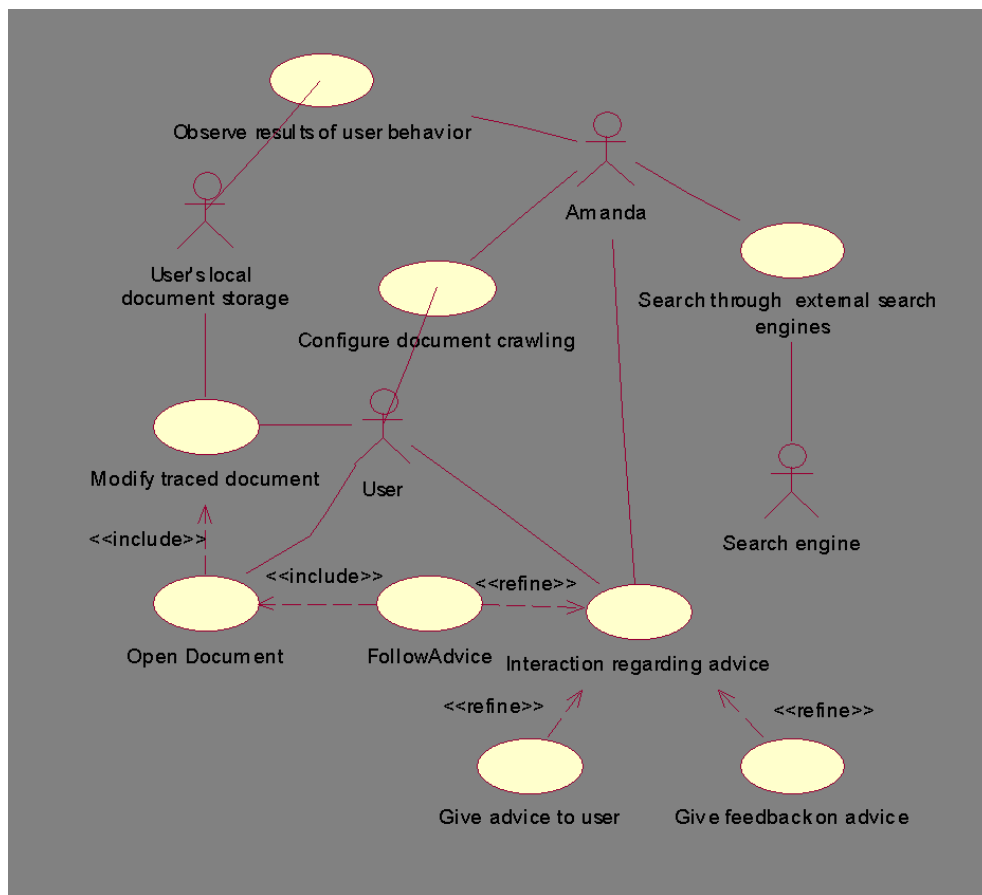 Observe results of user behavior
Amanda
User's local
document storage
Search through external search
engines
Configure document crawling
Modify traced document
User
<<include>>
Search engine
<<include>>
<<refine>>
Open Document
FollowAdvice
Interaction regarding advice
<<refine>>
<<refine>>
Give advice to user
Give feedback on advice